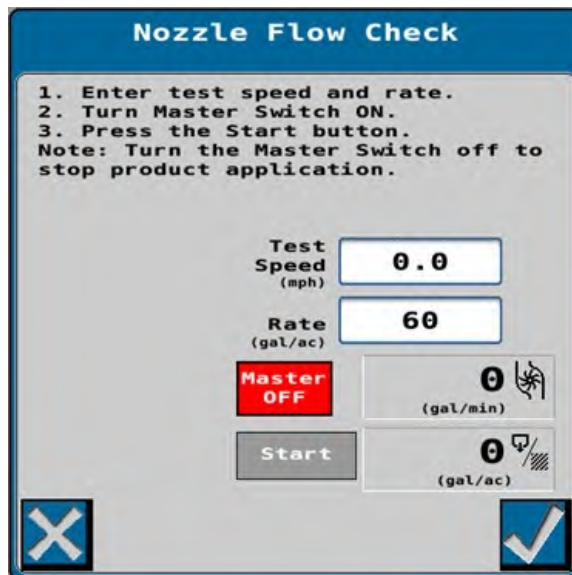 Nozzle Flow Check
1. Enter test speed and rate.
2. Turn Master Switch ON.
3. Press the Start button.
Note: Turn the Master Switch off to
stop product application.
Test
Speed
(mph)
0.0
Rate
(gal/ac)
60
Master
OFF
0
(gal/min)
Start
0
(gal/ac)